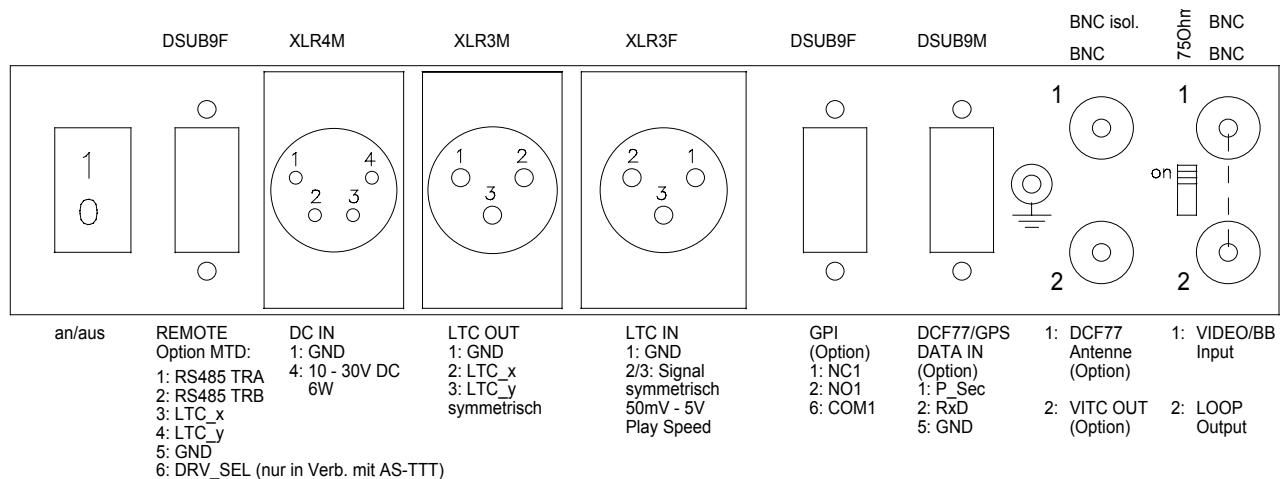 DSUB9F XLR4M XLR3M XLR3F DSUB9F DSUB9M BNC isol. 75Ohm BNC
BNC BNC
1
0
1 4
2 3
1 2
3
2 1
3
1
2
on
1
2
an/aus
REMOTE
Option MTD:
1: RS485 TRA
2: RS485 TRB
3: LTC_x
4: LTC_y
5: GND
6: DRV_SEL (nur in Verb. mit AS-TTT)
DC IN
1: GND
4: 10 - 30V DC
6W
LTC OUT
1: GND
2: LTC_x
3: LTC_y
symmetrisch
LTC IN
1: GND
2/3: Signal
symmetrisch
50mV - 5V
Play Speed
GPI
(Option)
1: NC1
2: NO1
6: COM1
DCF77/GPS
DATA IN
(Option)
1: P_Sec
2: RxD
5: GND
1: DCF77
Antenne
(Option)
2: VITC OUT
(Option)
1: VIDEO/BB
Input
2: LOOP
Output